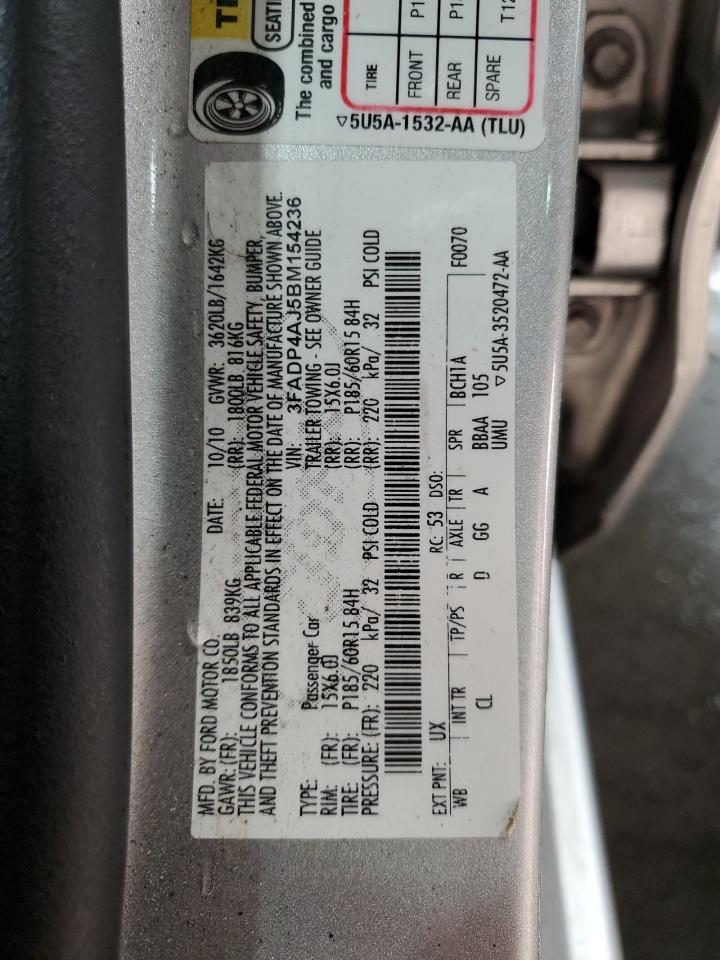 SEATI
The combined
and cargo
TIRE
FRONT P1
REAR P1
SPARE T12
▽5U5A-1532-AA (TLU)
MFD. BY FORD MOTOR CO. DATE: 10/10 GVWR: 3620LB/1642KG
GAWR: (FR): 1850LB 839KG (RR): 1800LB 816KG
THIS VEHICLE CONFORMS TO ALL APPLICABLE FEDERAL MOTOR VEHICLE SAFETY, BUMPER,
AND THEFT PREVENTION STANDARDS IN EFFECT ON THE DATE OF MANUFACTURE SHOWN ABOVE.
VIN: 3FADP4AJ5BM154236
TYPE: Passenger Car TRAILER TOWING - SEE OWNER GUIDE
RIM: (FR): 15X6.0J (RR): 15X6.0J
TIRE: (FR): P185/60R15 84H (RR): P185/60R15 84H
PRESSURE: (FR): 220 kPa/ 32 PSI COLD (RR): 220 kPa/ 32 PSI COLD
EXT PNT: UX RC: 53 DSO: F0070
WB INT TR TP/PS R AXLE TR SPR BCH1A
CL D GG A BBAA 105
UMU
▽5U5A-3520472-AA